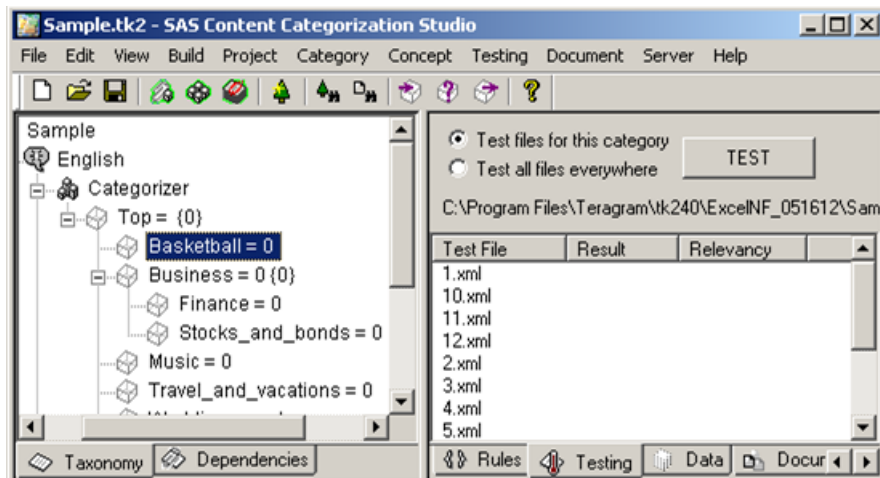 Sample.tk2 - SAS Content Categorization Studio
File Edit View Build Project Category Concept Testing Document Server Help
Sample
English
Categorizer
Top = {0}
Basketball = 0
Business = 0 {0}
Finance = 0
Stocks_and_bonds = 0
Music = 0
Travel_and_vacations = 0
Taxonomy Dependencies
Test files for this category
Test all files everywhere
TEST
C:\Program Files\Teragram\tk240\ExcelNF_051612\Sam
Test File Result Relevancy
1.xml
10.xml
11.xml
12.xml
2.xml
3.xml
4.xml
5.xml
Rules Testing Data Docur